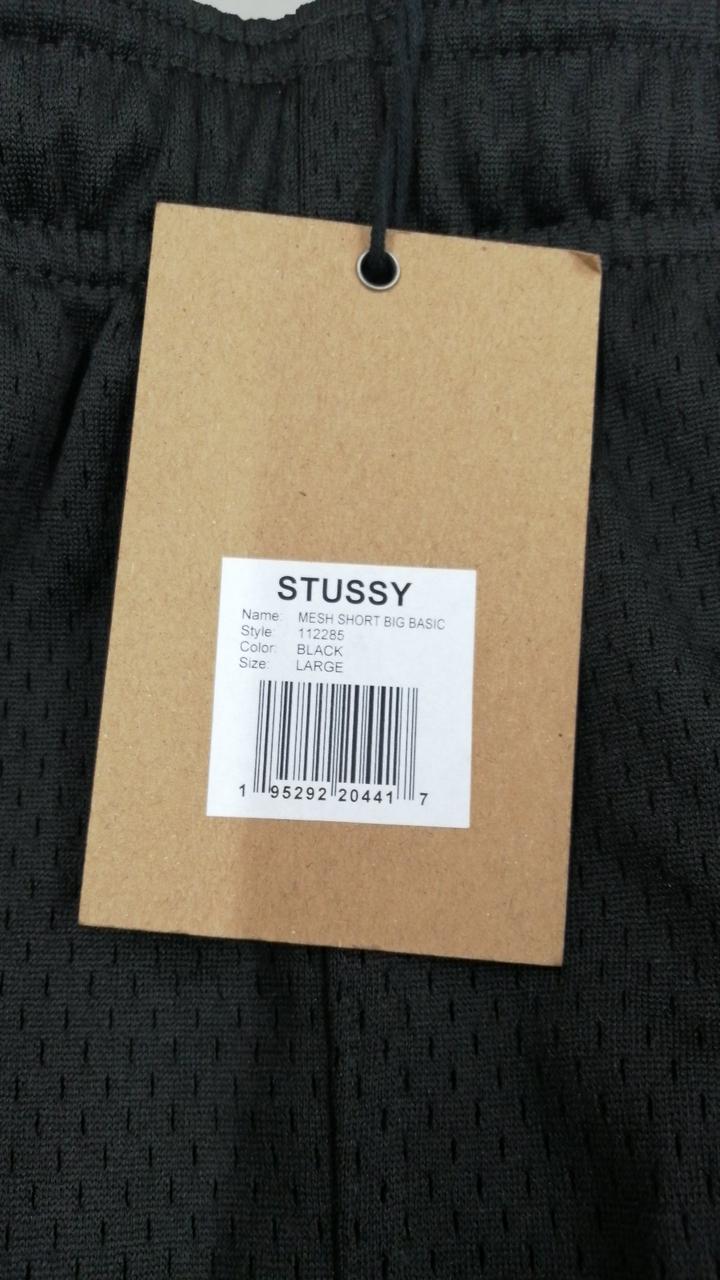 STUSSY
Name: MESH SHORT BIG BASIC
Style: 112285
Color: BLACK
Size: LARGE
1 95292 20441 7